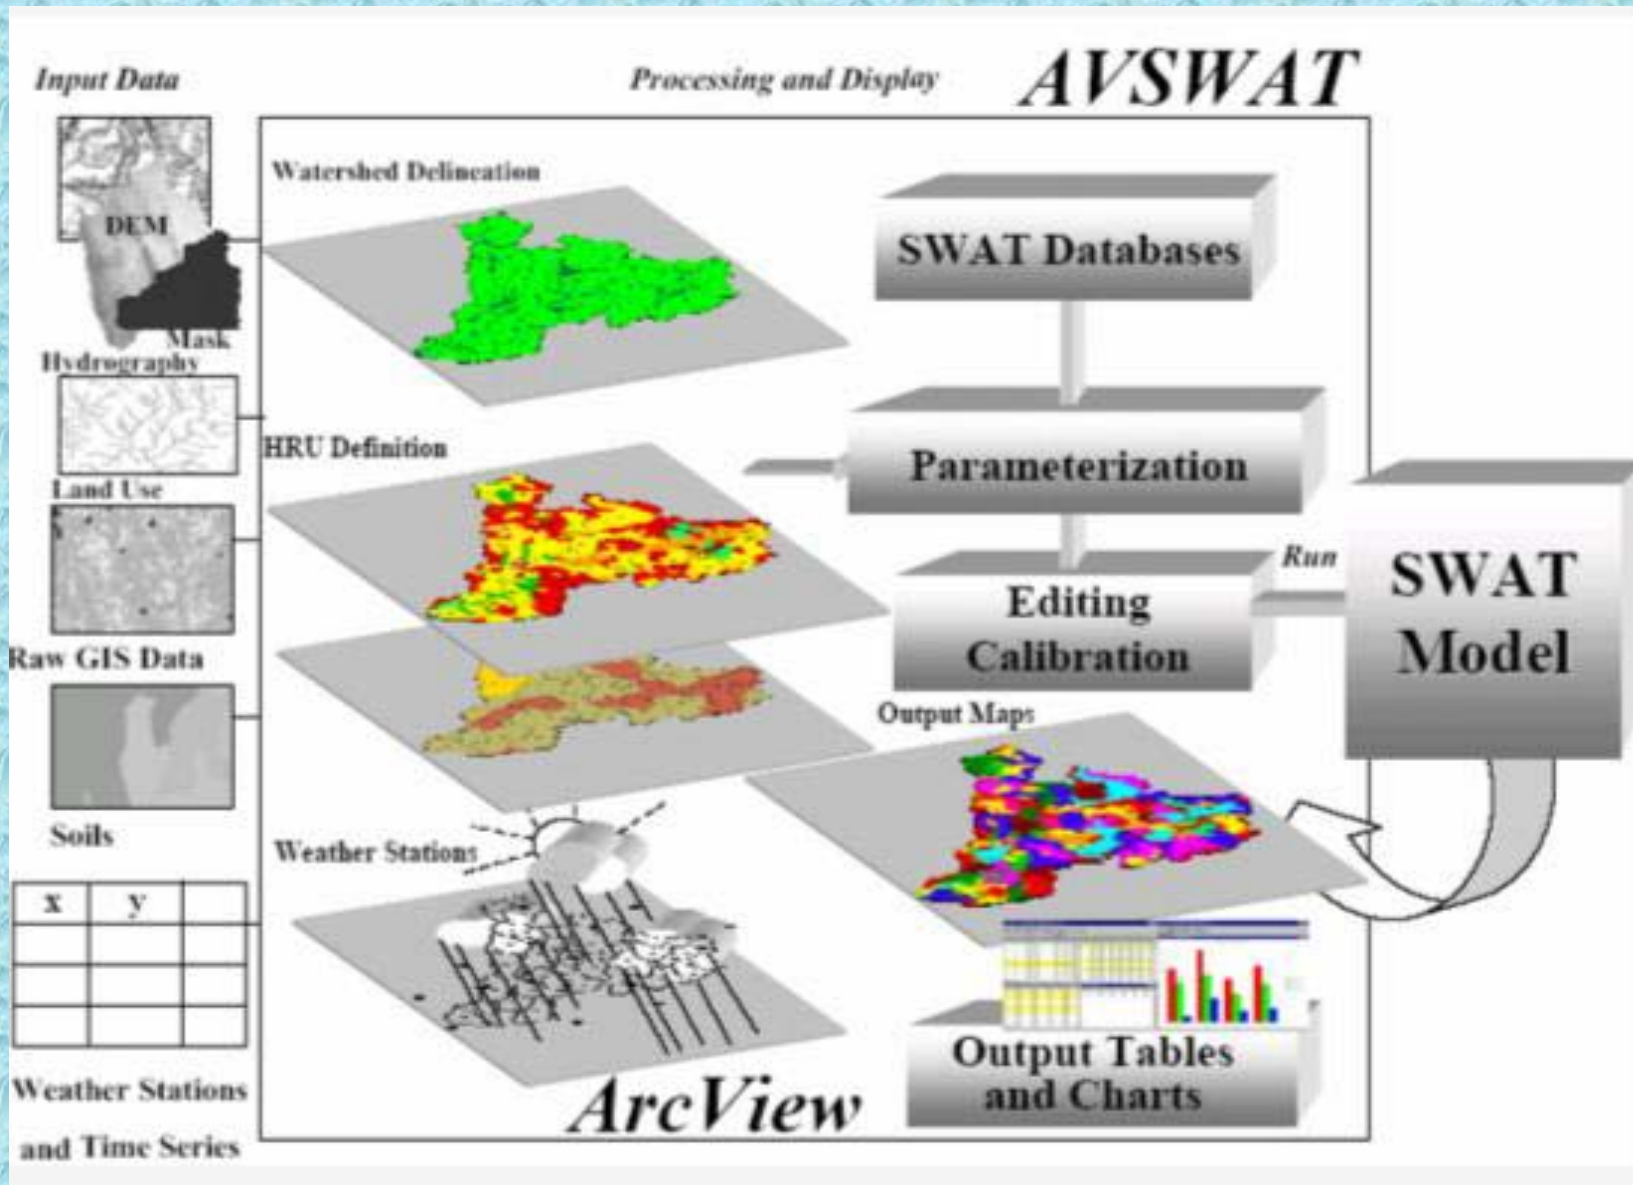 Input Data
Processing and Display
AVSWAT
DEM
Mask
Hydrography
Land Use
Raw GIS Data
Soils
x y
Weather Stations
and Time Series
Watershed Delineation
HRU Definition
Weather Stations
ArcView
SWAT Databases
Parameterization
Editing
Calibration
Run
SWAT
Model
Output Maps
Output Tables
and Charts